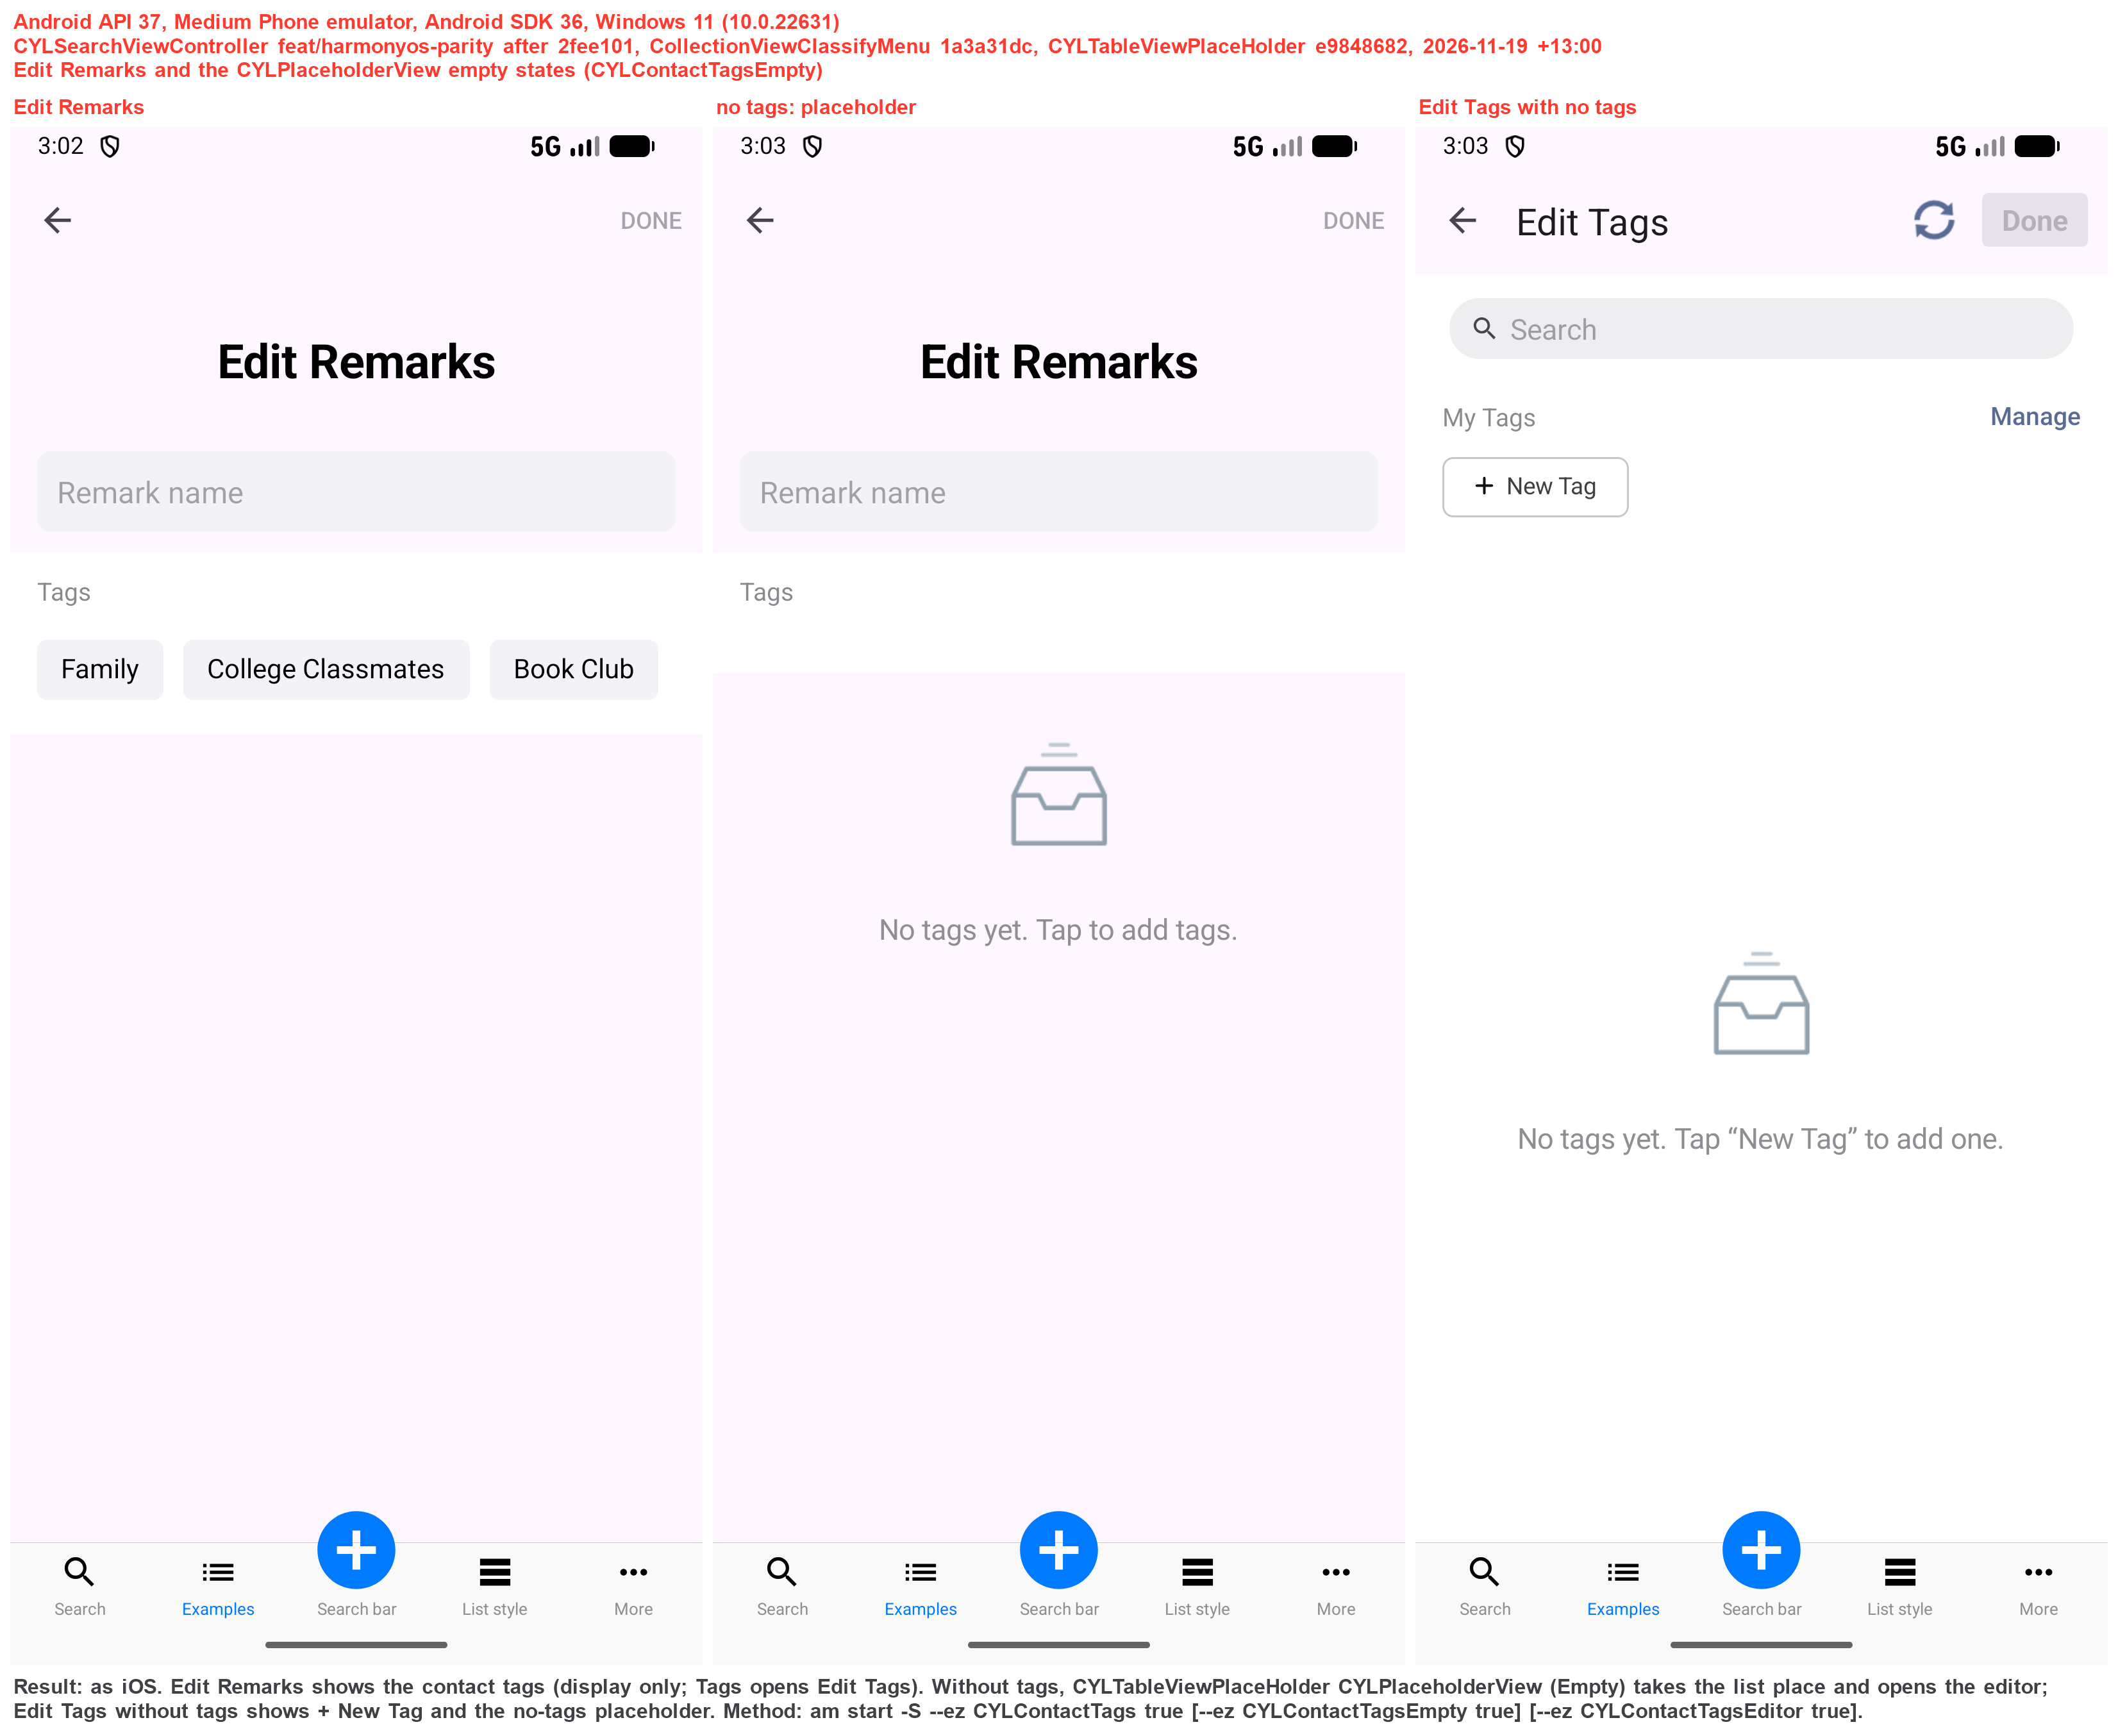 Android API 37, Medium Phone emulator, Android SDK 36, Windows 11 (10.0.22631)
CYLSearchViewController feat/harmonyos-parity after 2fee101, CollectionViewClassifyMenu 1a3a31dc, CYLTableViewPlaceHolder e9848682, 2026-11-19 +13:00
Edit Remarks and the CYLPlaceholderView empty states (CYLContactTagsEmpty)
Edit Remarks
3:02
5G
DONE
Edit Remarks
Remark name
Tags
Family
College Classmates
Book Club
Search
Examples
Search bar
List style
More
no tags: placeholder
3:03
5G
DONE
Edit Remarks
Remark name
Tags
No tags yet. Tap to add tags.
Search
Examples
Search bar
List style
More
Edit Tags with no tags
3:03
5G
Edit Tags
Done
Search
My Tags
Manage
+ New Tag
No tags yet. Tap “New Tag” to add one.
Search
Examples
Search bar
List style
More
Result: as iOS. Edit Remarks shows the contact tags (display only; Tags opens Edit Tags). Without tags, CYLTableViewPlaceHolder CYLPlaceholderView (Empty) takes the list place and opens the editor;
Edit Tags without tags shows + New Tag and the no-tags placeholder. Method: am start -S --ez CYLContactTags true [--ez CYLContactTagsEmpty true] [--ez CYLContactTagsEditor true].